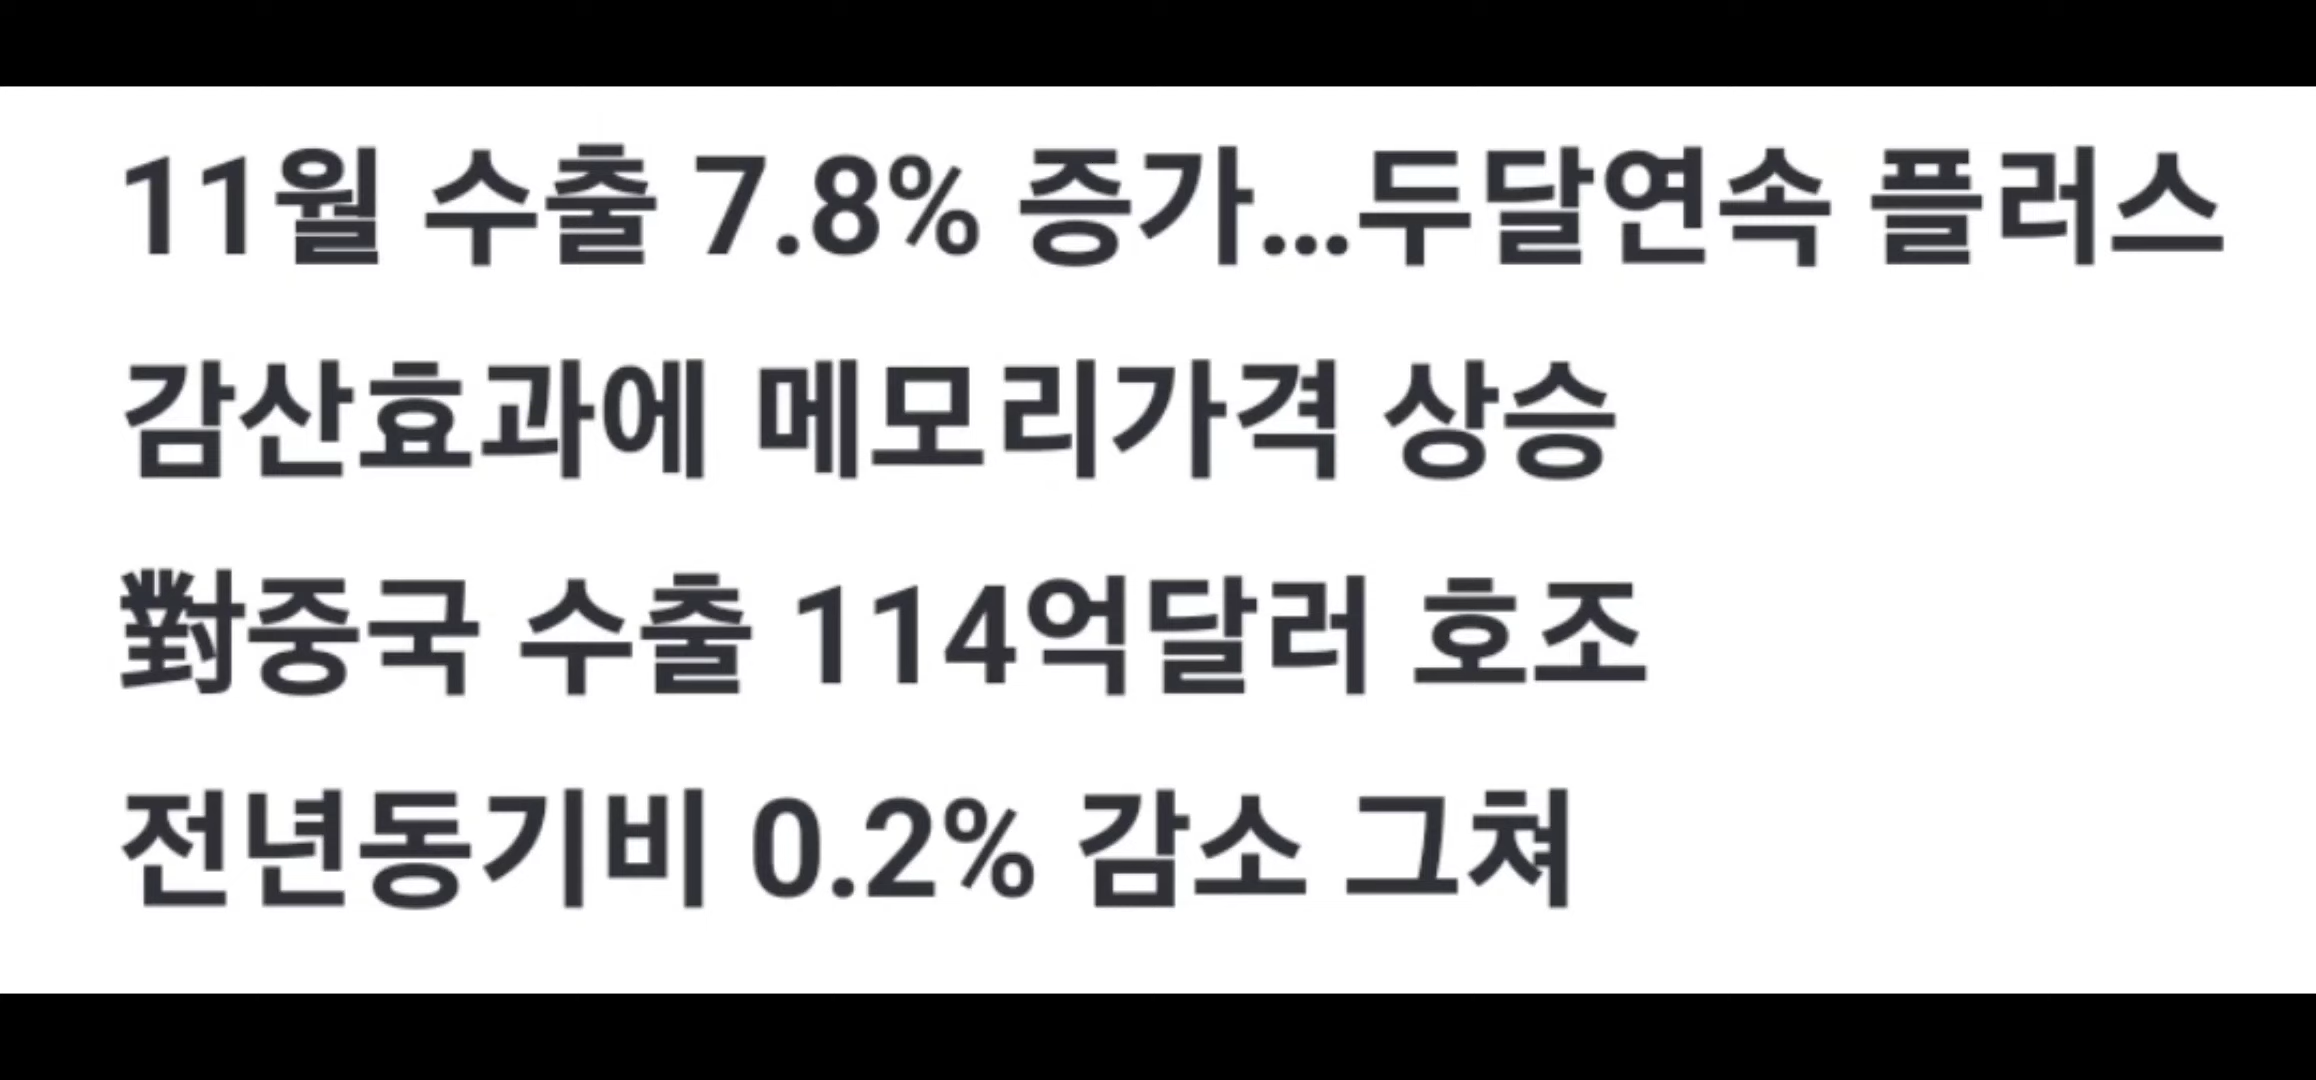 11월 수출 7.8% 증가...두달연속 플러스
감산효과에 메모리가격 상승
對중국 수출 114억달러 호조
전년동기비 0.2% 감소 그쳐